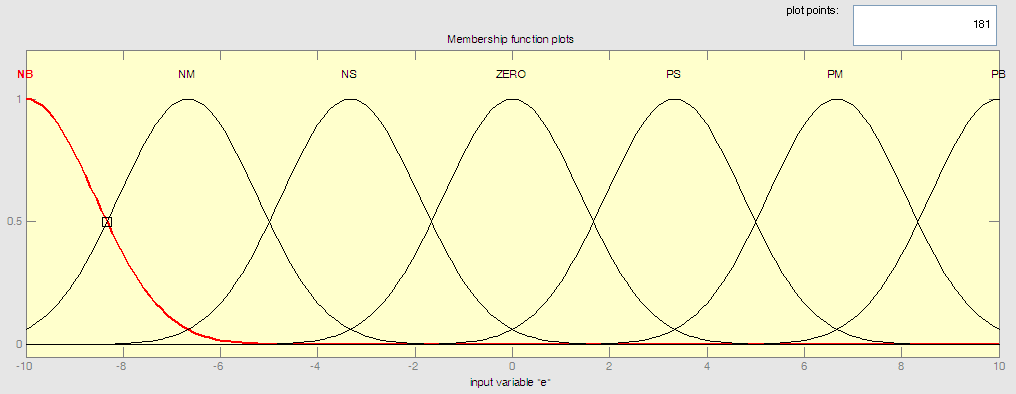 plot points:
181
Membership function plots
NB NM NS ZERO PS PM PB
1
0.5
0
-10 -8 -6 -4 -2 0 2 4 6 8 10
input variable "e"